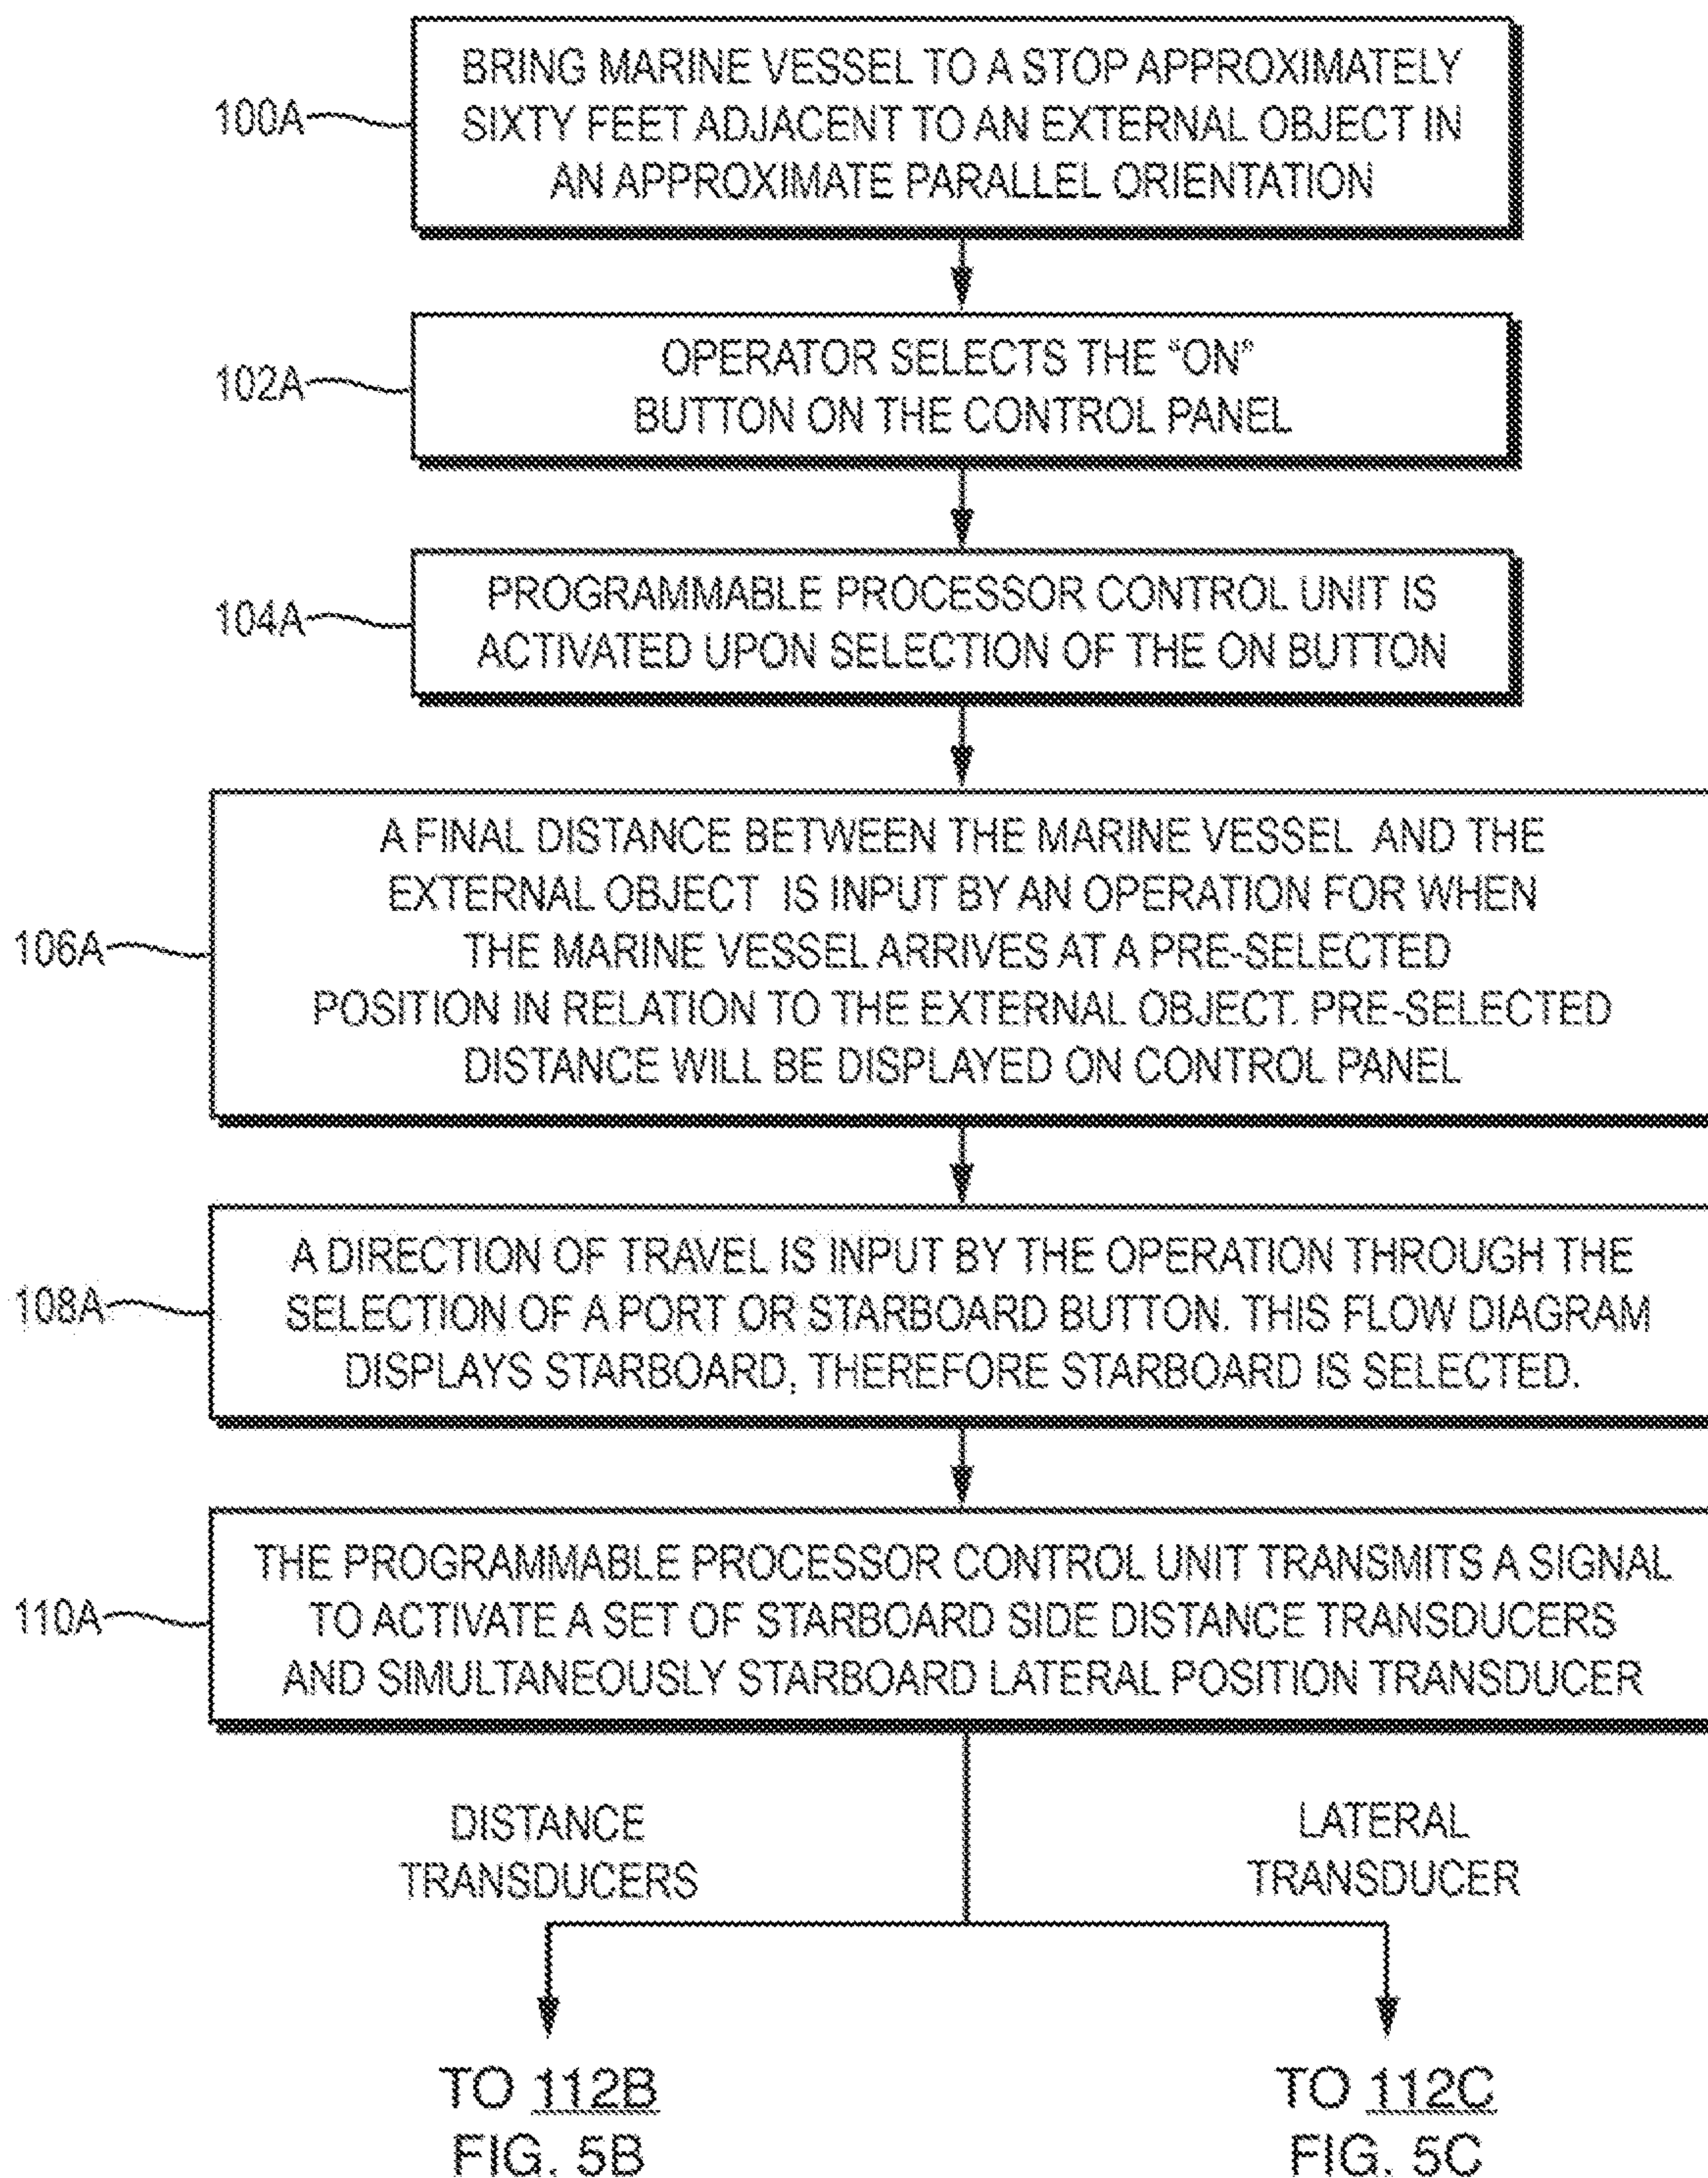 BRING MARINE VESSEL TO A STOP APPROXIMATELY
100A
SIXTY FEET ADJACENT TO AN EXTERNAL OBJECT IN
AN APPROXIMATE PARALLEL ORIENTATION
OPERATOR SELECTS THE "ON"
102A
BUTTON ON THE CONTROL PANEL
PROGRAMMABLE PROCESSOR CONTROL UNIT IS
104A
ACTIVATED UPON SELECTION OF THE ON BUTTON
A FINAL DISTANCE BETWEEN THE MARINE VESSEL AND THE
EXTERNAL OBJECT IS INPUT BY AN OPERATION FOR WHEN
106A
THE MARINE VESSEL ARRIVES AT A PRE-SELECTED
POSITION IN RELATION TO THE EXTERNAL OBJECT. PRE-SELECTED
DISTANCE WILL BE DISPLAYED ON CONTROL PANEL
A DIRECTION OF TRAVEL IS INPUT BY THE OPERATION THROUGH THE
108A
SELECTION OF A PORT OR STARBOARD BUTTON. THIS FLOW DIAGRAM
DISPLAYS STARBOARD, THEREFORE STARBOARD IS SELECTED.
THE PROGRAMMABLE PROCESSOR CONTROL UNIT TRANSMITS A SIGNAL
110A
TO ACTIVATE A SET OF STARBOARD SIDE DISTANCE TRANSDUCERS
AND SIMULTANEOUSLY STARBOARD LATERAL POSITION TRANSDUCER
DISTANCE
TRANSDUCERS
LATERAL
TRANSDUCER
TO 112B
FIG. 5B
TO 112C
FIG. 5C